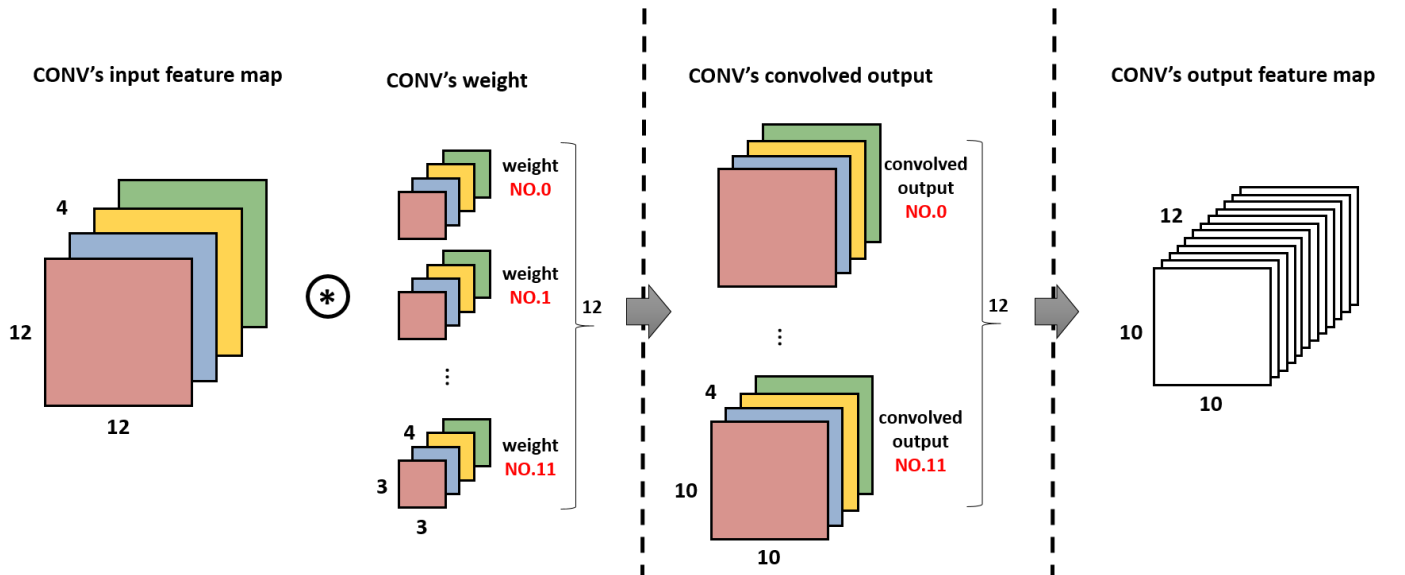 CONV's input feature map
4
12
12
*
CONV's weight
weight
NO.0
weight
NO.1
⋮
4
weight
NO.11
3
3
12
CONV's convolved output
convolved
output
NO.0
⋮
4
convolved
output
NO.11
10
10
12
CONV's output feature map
12
10
10